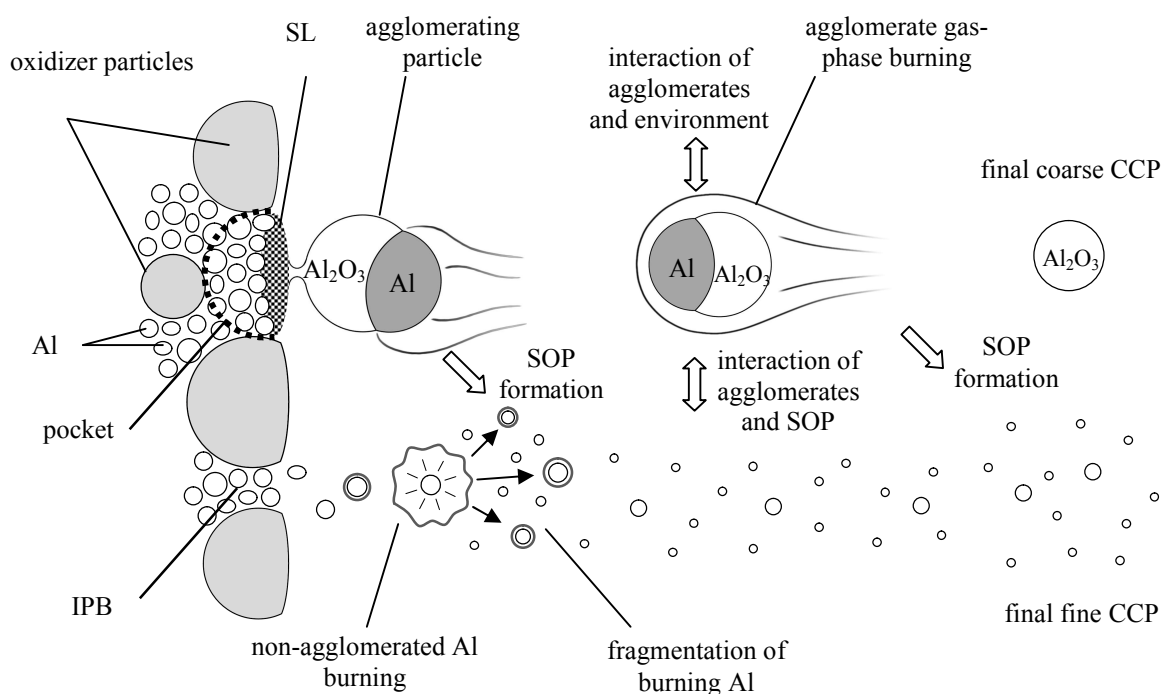 oxidizer particles
SL
agglomerating
particle
interaction of
agglomerates
and environment
agglomerate gas-
phase burning
final coarse CCP
Al₂O₃
Al
Al
Al₂O₃
Al₂O₃
Al
pocket
SOP
formation
interaction of
agglomerates
and SOP
SOP
formation
IPB
non-agglomerated Al
burning
fragmentation of
burning Al
final fine CCP